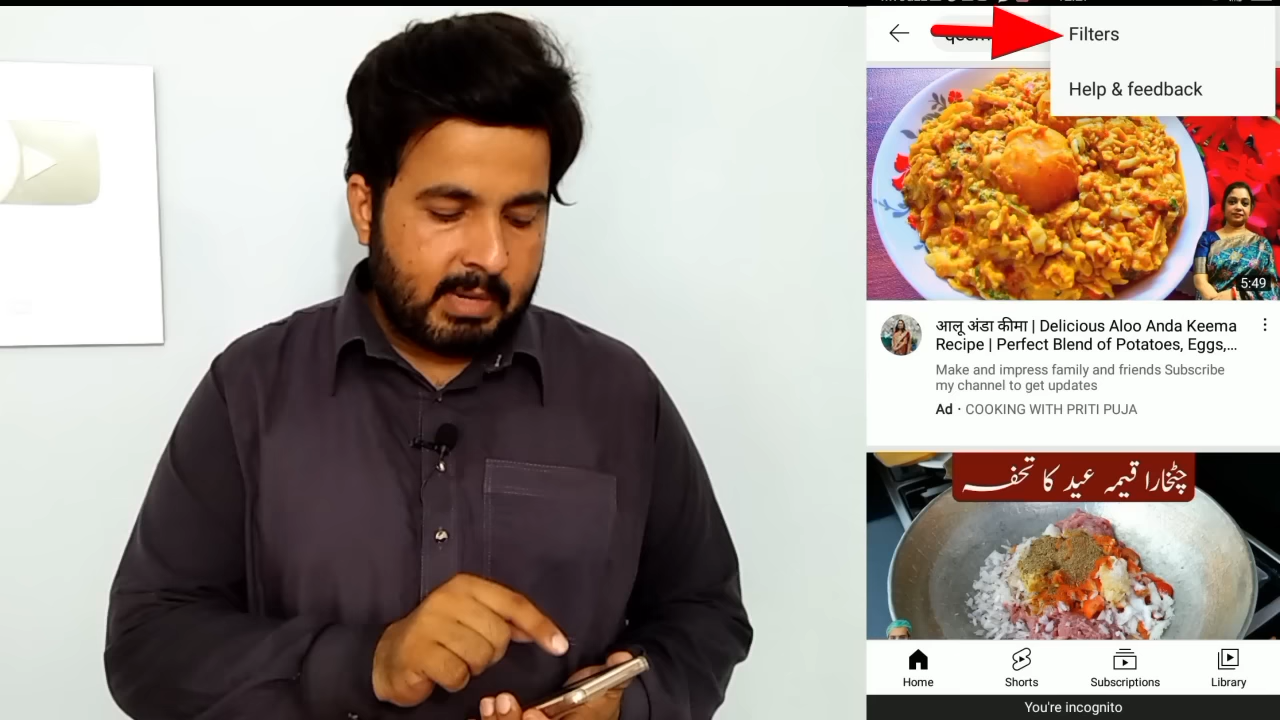 Filters
Help & feedback
5:49
आलू अंडा कीमा | Delicious Aloo Anda Keema
Recipe | Perfect Blend of Potatoes, Eggs,...
Make and impress family and friends Subscribe
my channel to get updates
Ad · COOKING WITH PRITI PUJA
چٹخارا قیمہ عید کا تحفہ
Home
Shorts
Subscriptions
Library
You're incognito